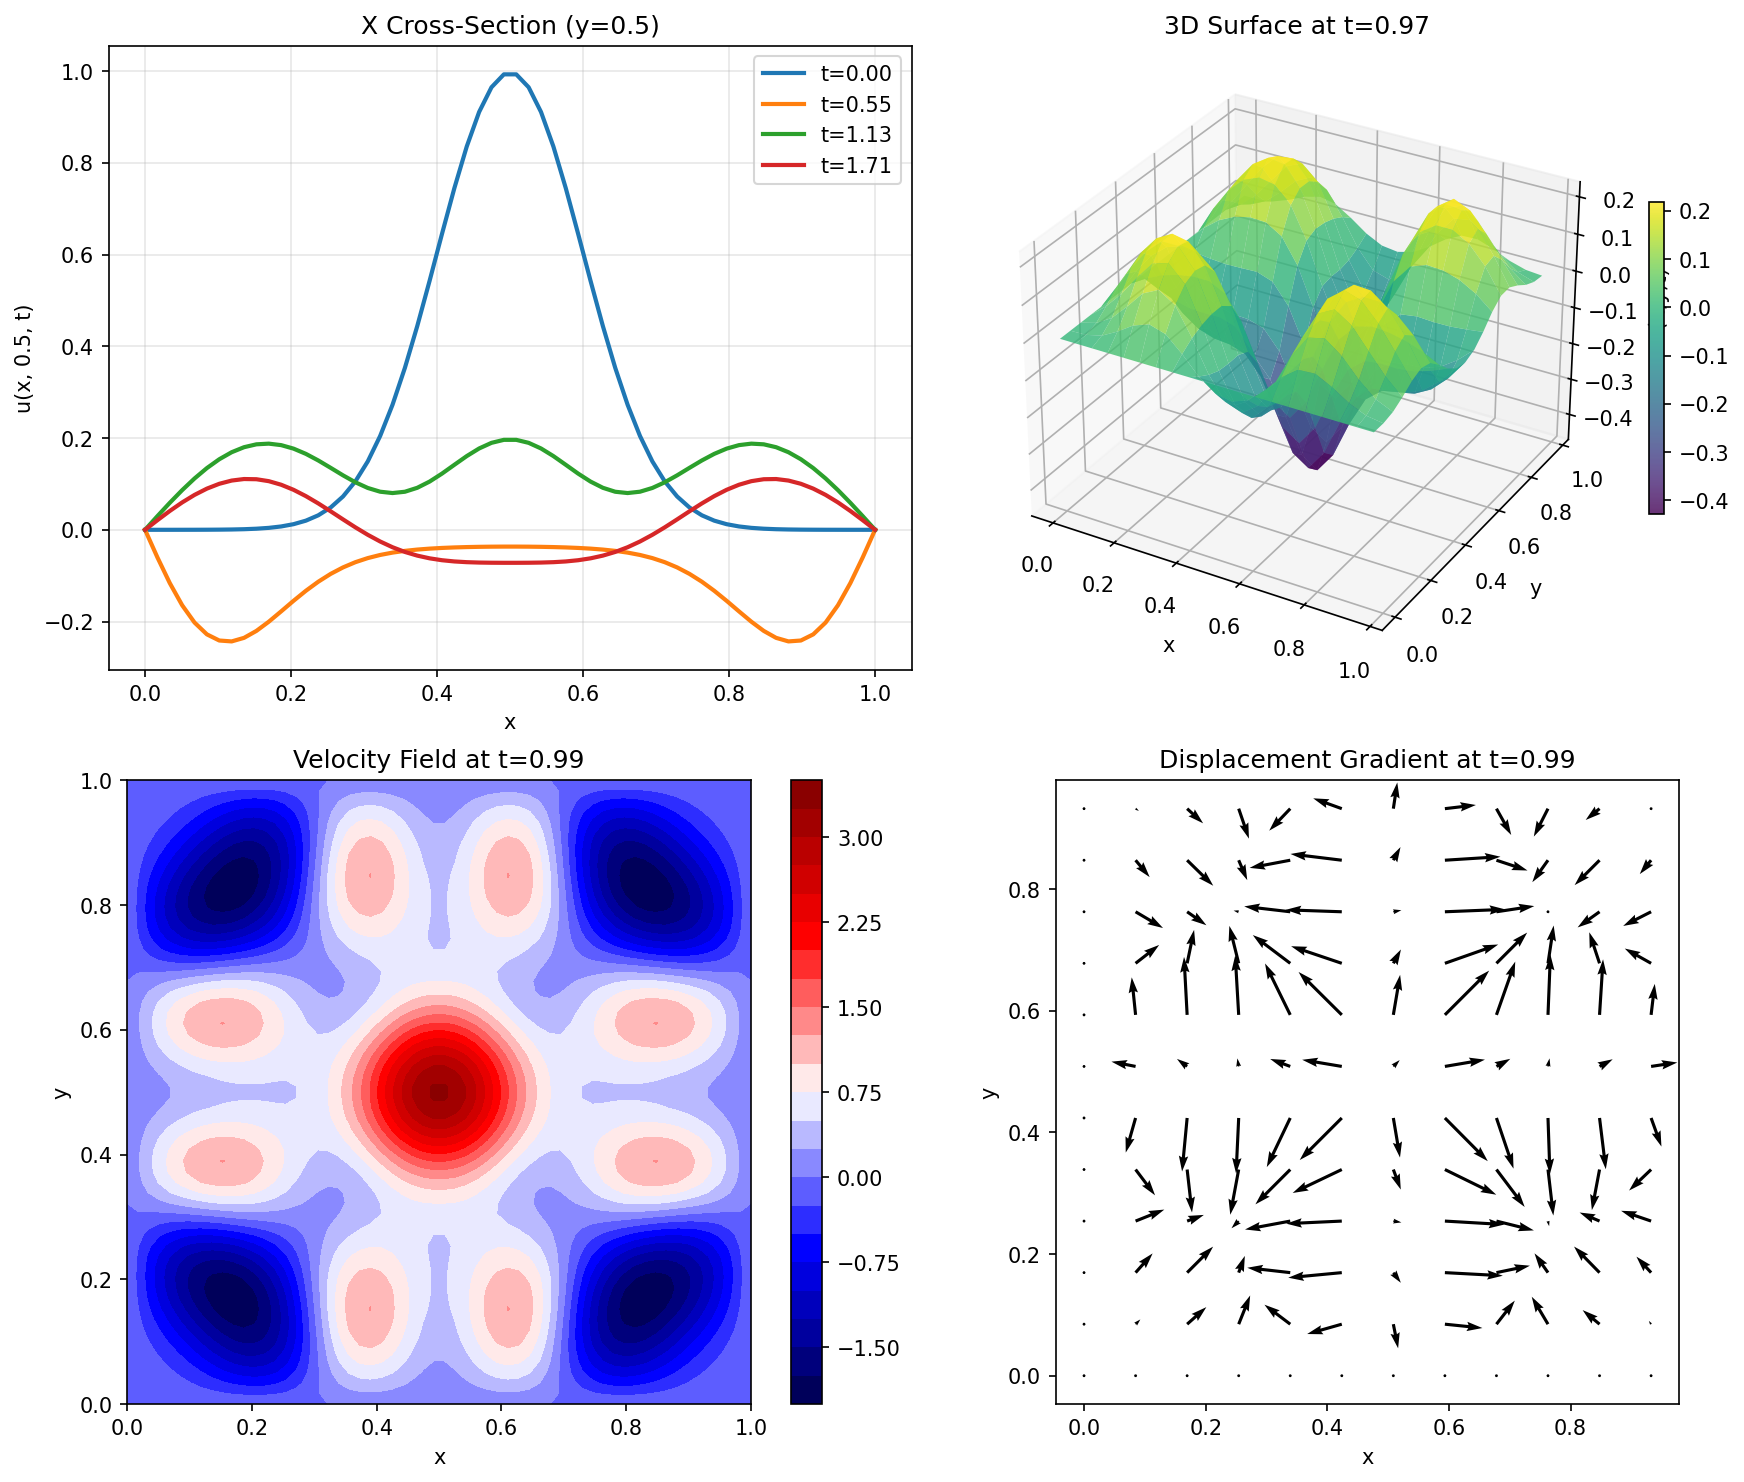 X Cross-Section (y=0.5)
u(x, 0.5, t)
1.0
0.8
0.6
0.4
0.2
0.0
−0.2
0.0 0.2 0.4 0.6 0.8 1.0
x
t=0.00
t=0.55
t=1.13
t=1.71
3D Surface at t=0.97
0.2
0.1
0.0
−0.1
−0.2
−0.3
−0.4
0.0 0.2 0.4 0.6 0.8 1.0
x
0.0 0.2 0.4 0.6 0.8 1.0
y
0.2
0.1
0.0
−0.1
−0.2
−0.3
−0.4
Velocity Field at t=0.99
y
1.0
0.8
0.6
0.4
0.2
0.0
0.0 0.2 0.4 0.6 0.8 1.0
x
3.00
2.25
1.50
0.75
0.00
−0.75
−1.50
Displacement Gradient at t=0.99
y
0.8
0.6
0.4
0.2
0.0
0.0 0.2 0.4 0.6 0.8
x